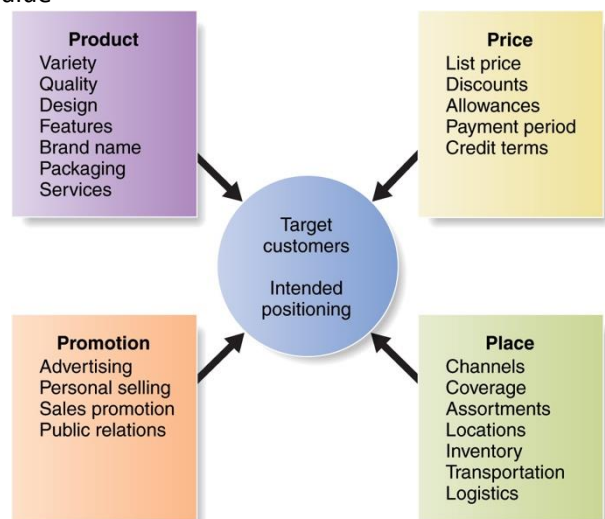 Product
Variety
Quality
Design
Features
Brand name
Packaging
Services
Price
List price
Discounts
Allowances
Payment period
Credit terms
Target
customers
Intended
positioning
Promotion
Advertising
Personal selling
Sales promotion
Public relations
Place
Channels
Coverage
Assortments
Locations
Inventory
Transportation
Logistics